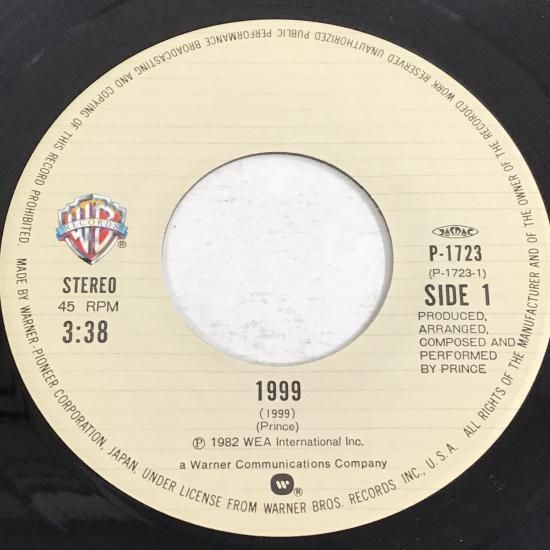 ALL RIGHTS OF THE MANUFACTURER AND OF THE OWNER OF THE RECORDED WORK RESERVED UNAUTHORIZED PUBLIC PERFORMANCE BROADCASTING AND COPYING OF THIS RECORD PROHIBITED.
MADE BY WARNER-PIONEER CORPORATION, JAPAN, UNDER LICENSE FROM WARNER BROS. RECORDS INC., U.S.A.
WB
RECORDS
®
STEREO
45 RPM
3:38
JASRAC
P-1723
(P-1723-1)
SIDE 1
PRODUCED,
ARRANGED,
COMPOSED AND
PERFORMED
BY PRINCE
1999
(1999)
(Prince)
Ⓟ 1982 WEA International Inc.
a Warner Communications Company
®